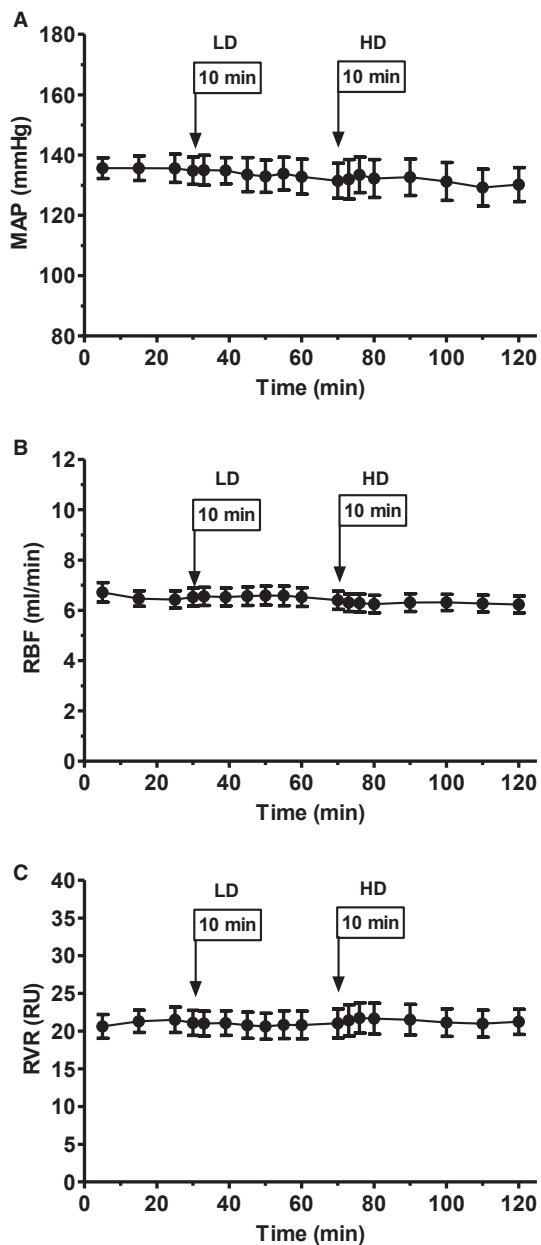 A
LD HD
10 min 10 min
180
160
140
120
100
80
MAP (mmHg)
0 20 40 60 80 100 120
Time (min)
B
LD HD
10 min 10 min
12
10
8
6
4
2
0
RBF (ml/min)
0 20 40 60 80 100 120
Time (min)
C
LD HD
10 min 10 min
40
35
30
25
20
15
10
5
0
RVR (RU)
0 20 40 60 80 100 120
Time (min)